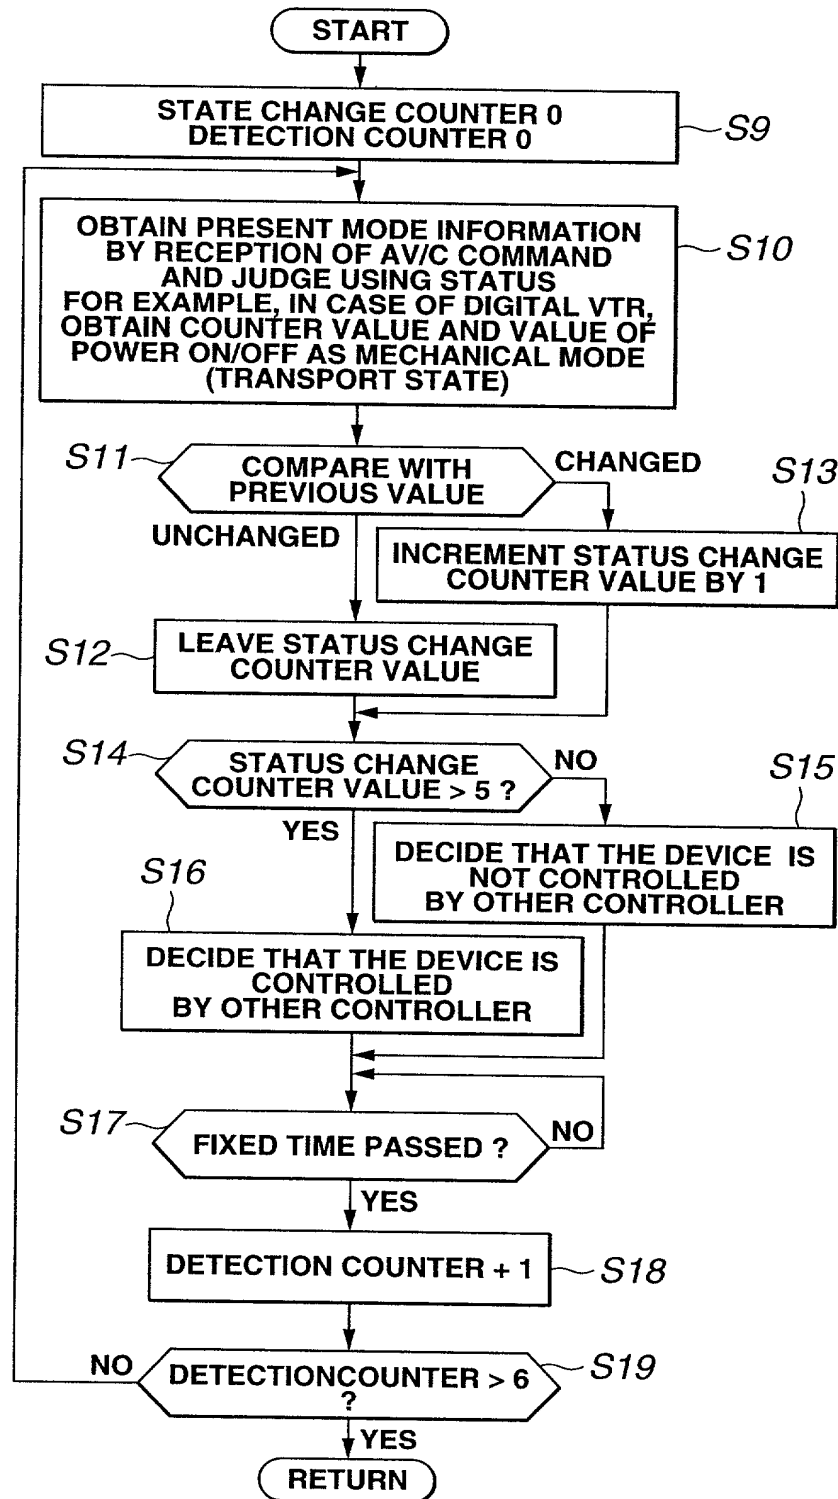 START
STATE CHANGE COUNTER 0
DETECTION COUNTER 0
S9
OBTAIN PRESENT MODE INFORMATION
BY RECEPTION OF AV/C COMMAND
AND JUDGE USING STATUS
FOR EXAMPLE, IN CASE OF DIGITAL VTR,
OBTAIN COUNTER VALUE AND VALUE OF
POWER ON/OFF AS MECHANICAL MODE
(TRANSPORT STATE)
S10
S11
COMPARE WITH
PREVIOUS VALUE
CHANGED
S13
UNCHANGED
INCREMENT STATUS CHANGE
COUNTER VALUE BY 1
S12
LEAVE STATUS CHANGE
COUNTER VALUE
S14
STATUS CHANGE
COUNTER VALUE > 5 ?
NO
S15
YES
DECIDE THAT THE DEVICE IS
NOT CONTROLLED
BY OTHER CONTROLLER
S16
DECIDE THAT THE DEVICE IS
CONTROLLED
BY OTHER CONTROLLER
S17
FIXED TIME PASSED ?
NO
YES
DETECTION COUNTER + 1
S18
NO
DETECTIONCOUNTER > 6
?
S19
YES
RETURN